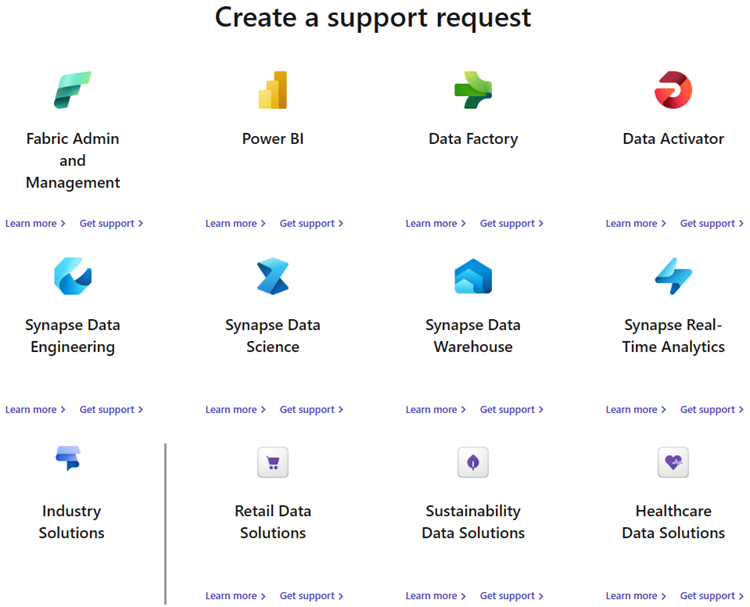 Create a support request
Fabric Admin
and
Management
Power BI
Data Factory
Data Activator
Learn more > Get support >
Learn more > Get support >
Learn more > Get support >
Learn more > Get support >
Synapse Data
Engineering
Synapse Data
Science
Synapse Data
Warehouse
Synapse Real-
Time Analytics
Learn more > Get support >
Learn more > Get support >
Learn more > Get support >
Learn more > Get support >
Industry
Solutions
Retail Data
Solutions
Sustainability
Data Solutions
Healthcare
Data Solutions
Learn more > Get support >
Learn more > Get support >
Learn more > Get support >